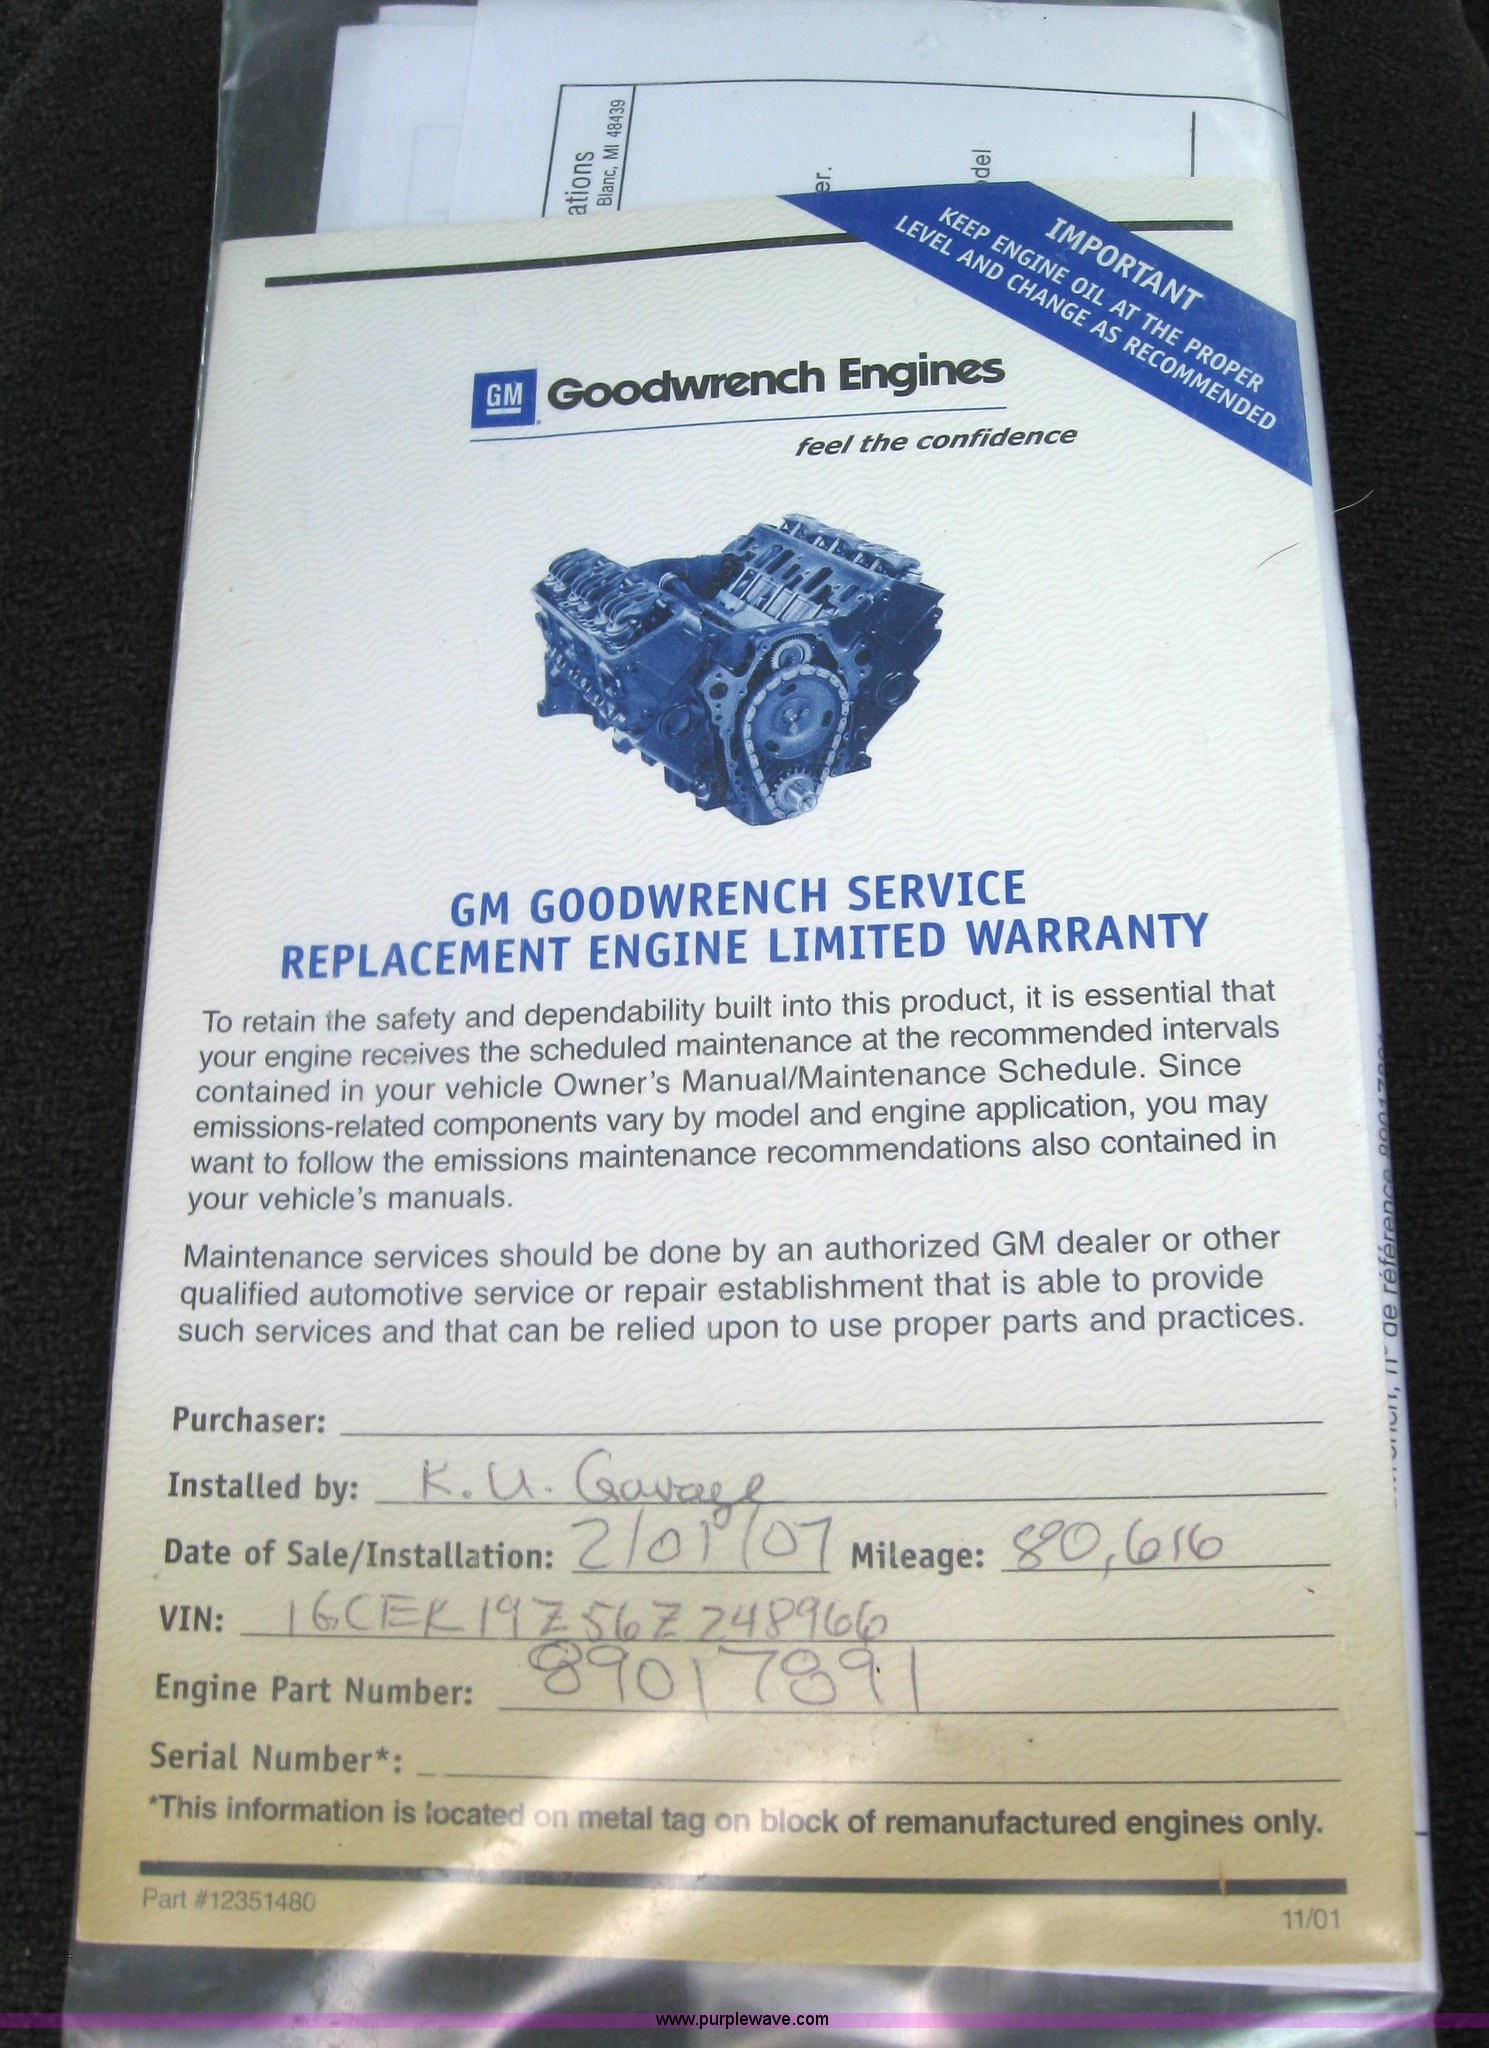 ations
Blanc, MI 48439
er.
odel
IMPORTANT
KEEP ENGINE OIL AT THE PROPER
LEVEL AND CHANGE AS RECOMMENDED
GM Goodwrench Engines
feel the confidence
GM GOODWRENCH SERVICE
REPLACEMENT ENGINE LIMITED WARRANTY
To retain the safety and dependability built into this product, it is essential that
your engine receives the scheduled maintenance at the recommended intervals
contained in your vehicle Owner's Manual/Maintenance Schedule. Since
emissions-related components vary by model and engine application, you may
want to follow the emissions maintenance recommendations also contained in
your vehicle's manuals.
Maintenance services should be done by an authorized GM dealer or other
qualified automotive service or repair establishment that is able to provide
such services and that can be relied upon to use proper parts and practices.
Purchaser:
Installed by: K.U. Garage
Date of Sale/Installation: 2/01/07 Mileage: 80,616
VIN: 1GCEK19Z56Z248966
Engine Part Number: 89017891
Serial Number*:
*This information is located on metal tag on block of remanufactured engines only.
Part #12351480
11/01
n° de référence
www.purplewave.com